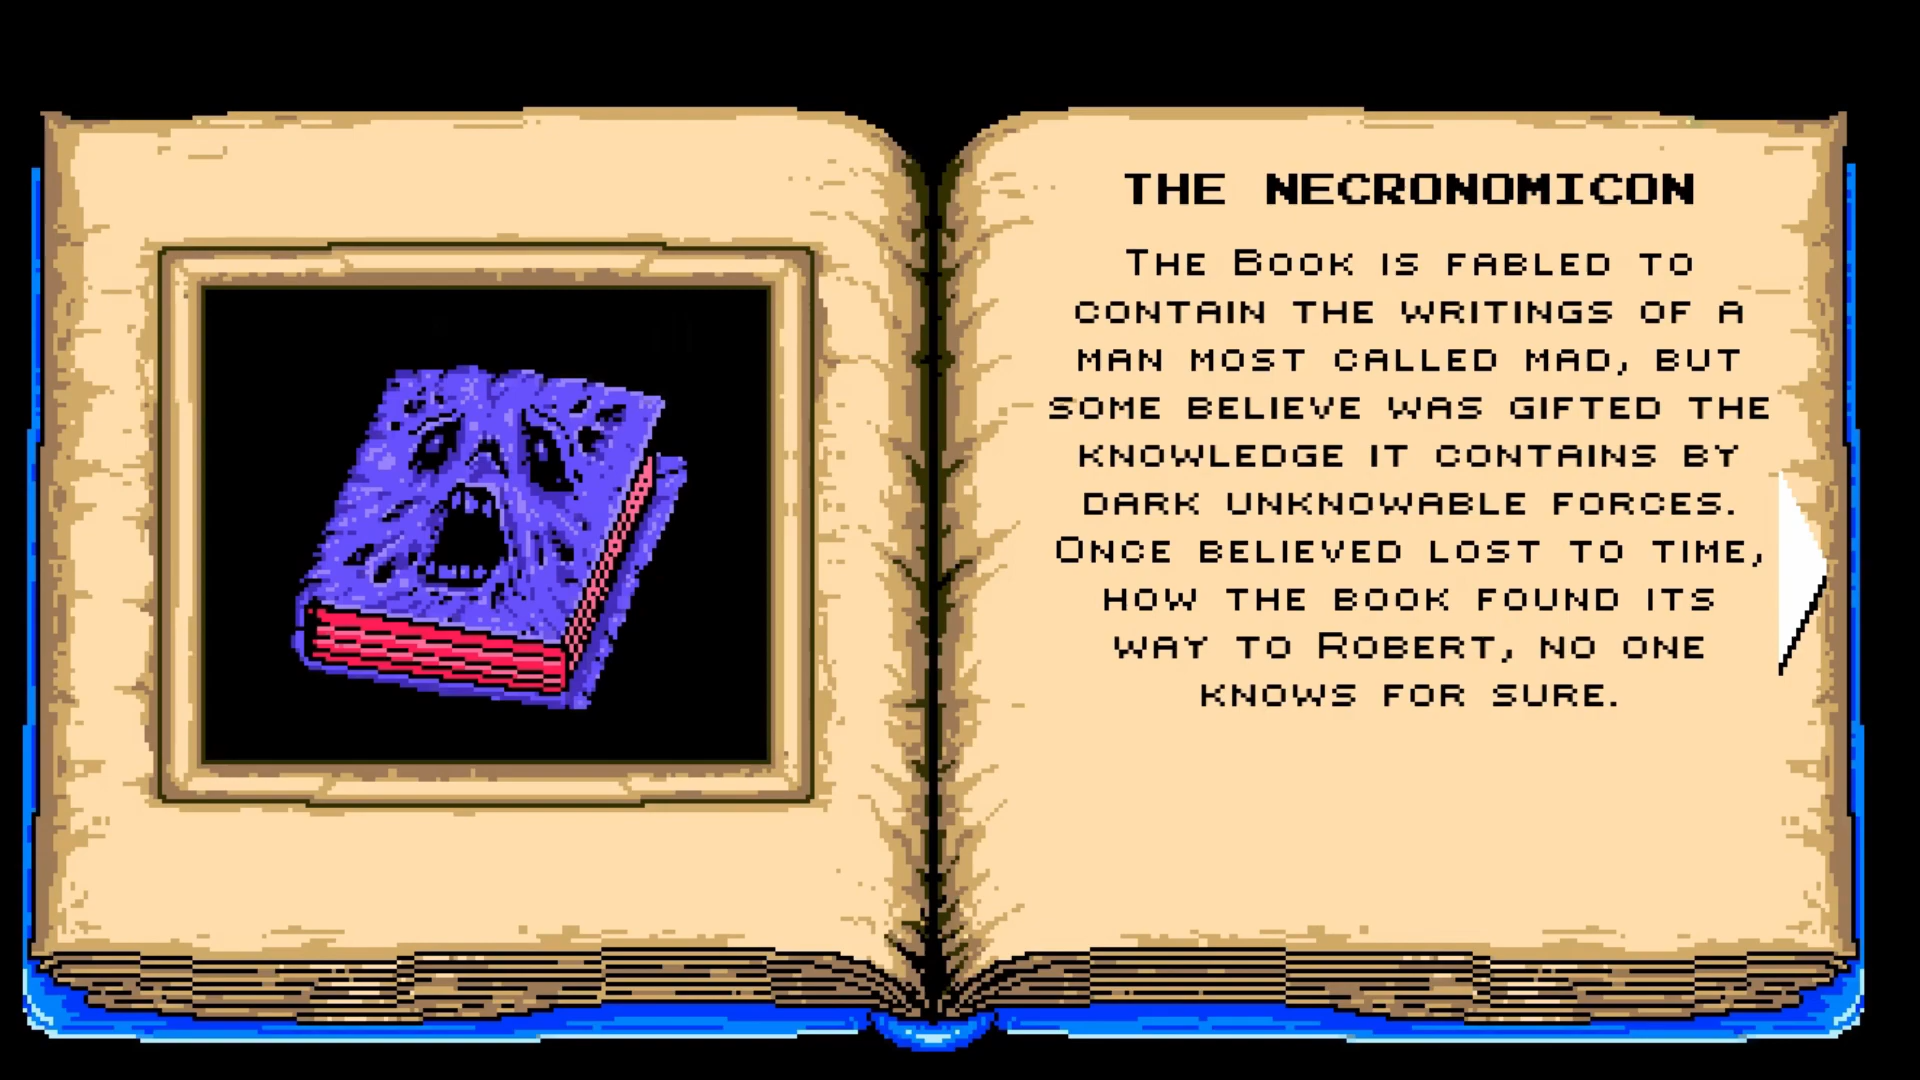 THE NECRONOMICON
The Book is fabled to
contain the writings of a
man most called mad, but
some believe was gifted the
knowledge it contains by
dark unknowable forces.
Once believed lost to time,
how the book found its
way to Robert, no one
knows for sure.